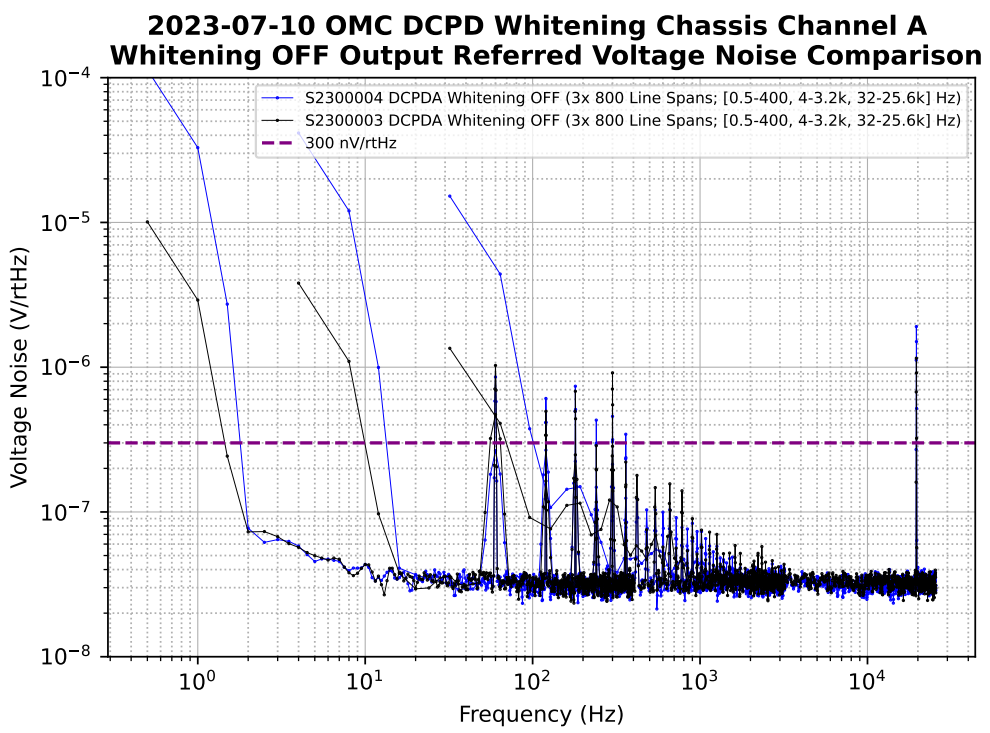 2023-07-10 OMC DCPD Whitening Chassis Channel A
Whitening OFF Output Referred Voltage Noise Comparison
S2300004 DCPDA Whitening OFF (3x 800 Line Spans; [0.5-400, 4-3.2k, 32-25.6k] Hz)
S2300003 DCPDA Whitening OFF (3x 800 Line Spans; [0.5-400, 4-3.2k, 32-25.6k] Hz)
300 nV/rtHz
Voltage Noise (V/rtHz)
10⁻⁴
10⁻⁵
10⁻⁶
10⁻⁷
10⁻⁸
10⁰ 10¹ 10² 10³ 10⁴
Frequency (Hz)